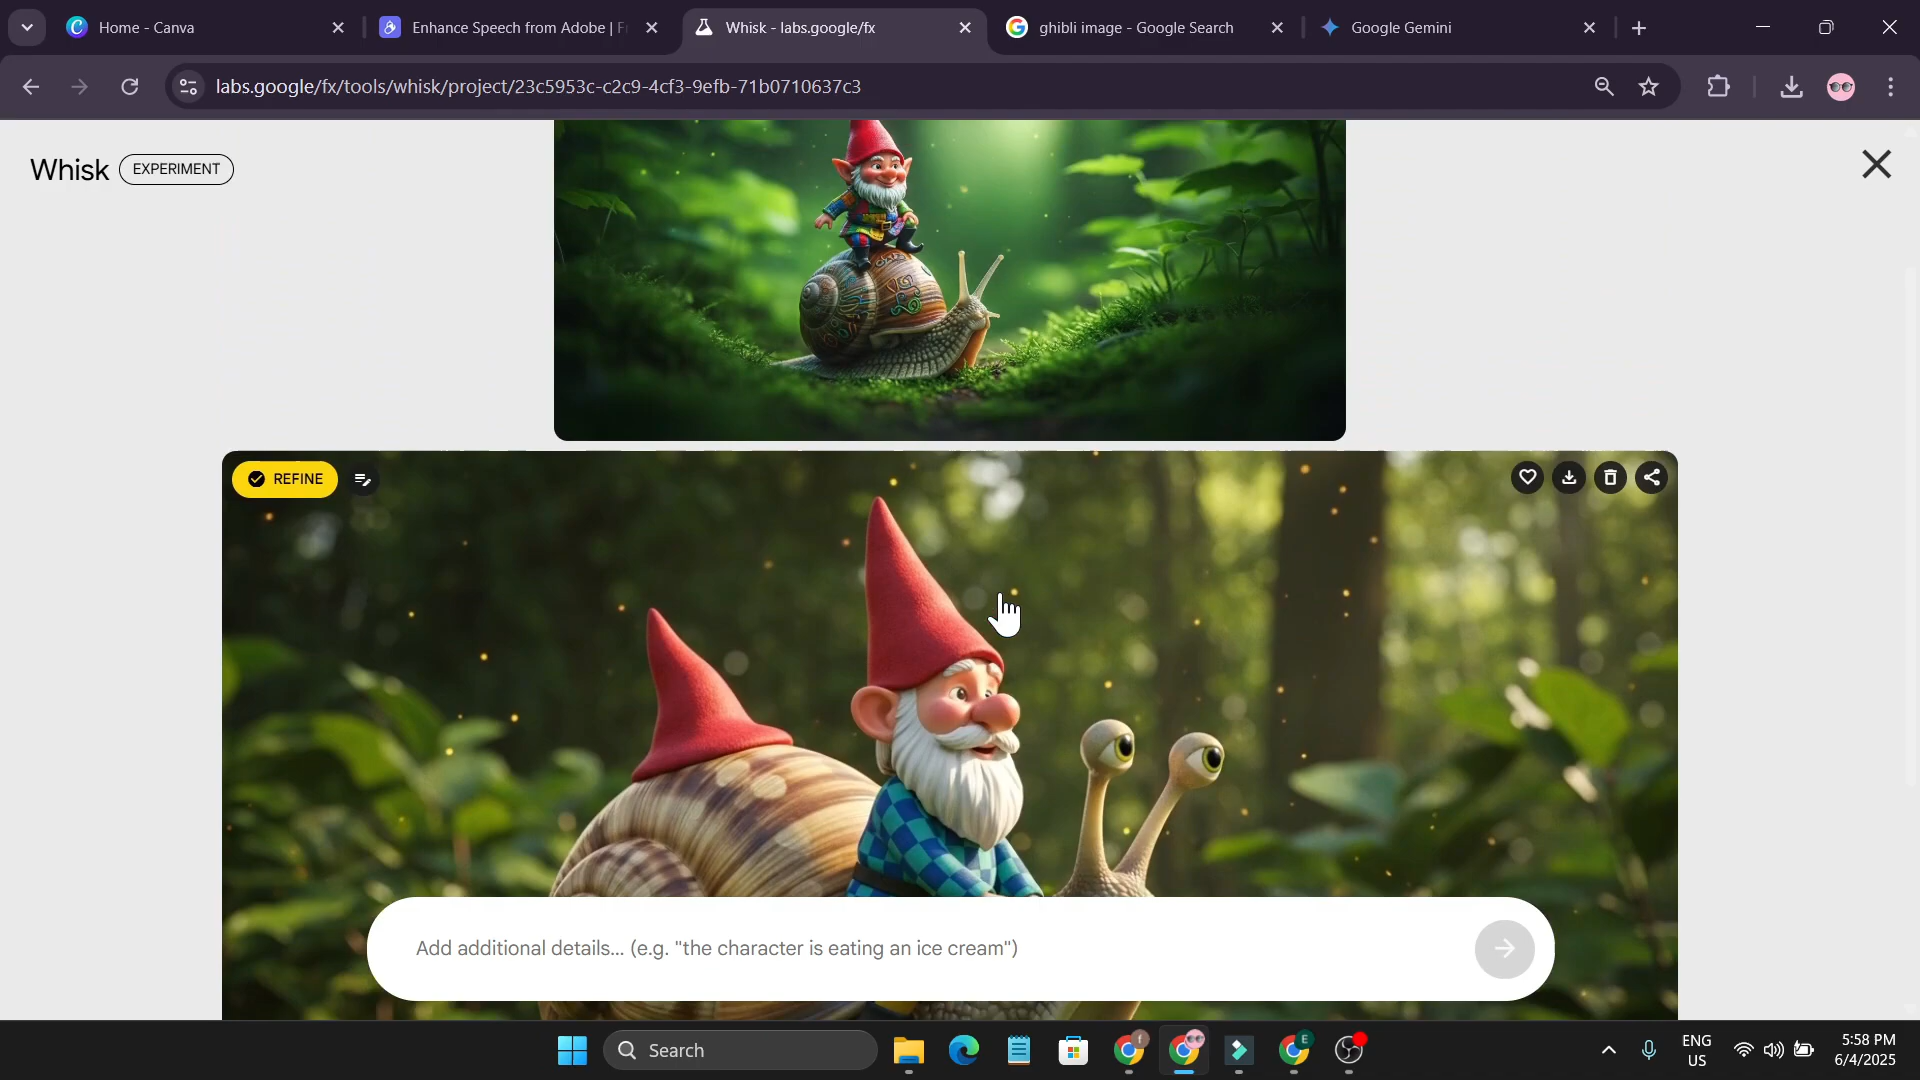 Home - Canva
Enhance Speech from Adobe | F
Whisk - labs.google/fx
ghibli image - Google Search
Google Gemini
labs.google/fx/tools/whisk/project/23c5953c-c2c9-4cf3-9efb-71b0710637c3
Whisk EXPERIMENT
REFINE
Add additional details... (e.g. "the character is eating an ice cream")
Search
ENG
US
5:58 PM
6/4/2025